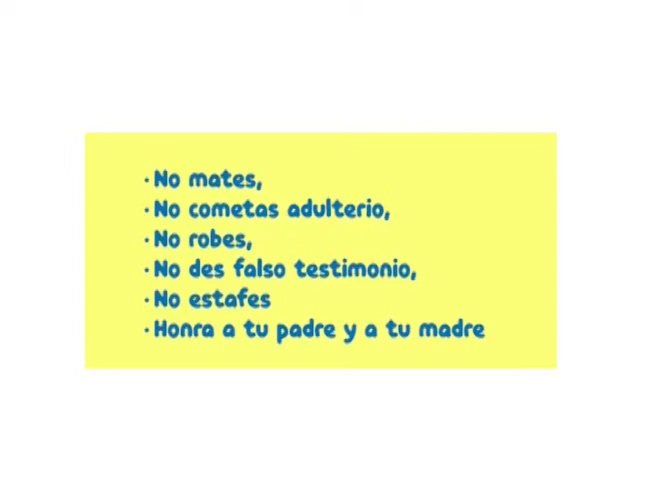 · No mates,
· No cometas adulterio,
· No robes,
· No des falso testimonio,
· No estafes
· Honra a tu padre y a tu madre